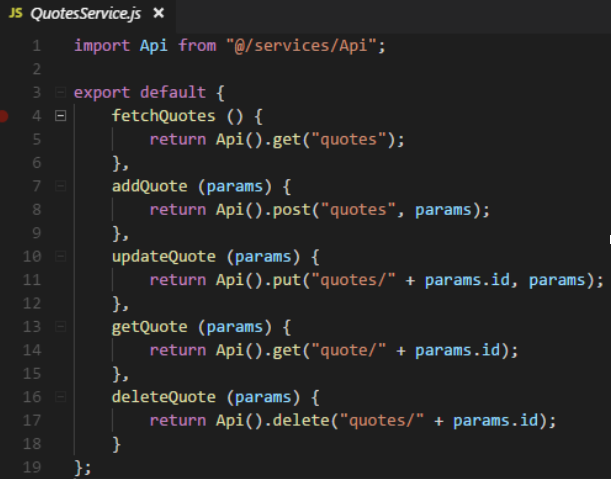 JS QuotesService.js ×
1 import Api from "@/services/Api";
2
3 export default {
4 fetchQuotes () {
5 return Api().get("quotes");
6 },
7 addQuote (params) {
8 return Api().post("quotes", params);
9 },
10 updateQuote (params) {
11 return Api().put("quotes/" + params.id, params);
12 },
13 getQuote (params) {
14 return Api().get("quote/" + params.id);
15 },
16 deleteQuote (params) {
17 return Api().delete("quotes/" + params.id);
18 }
19 };